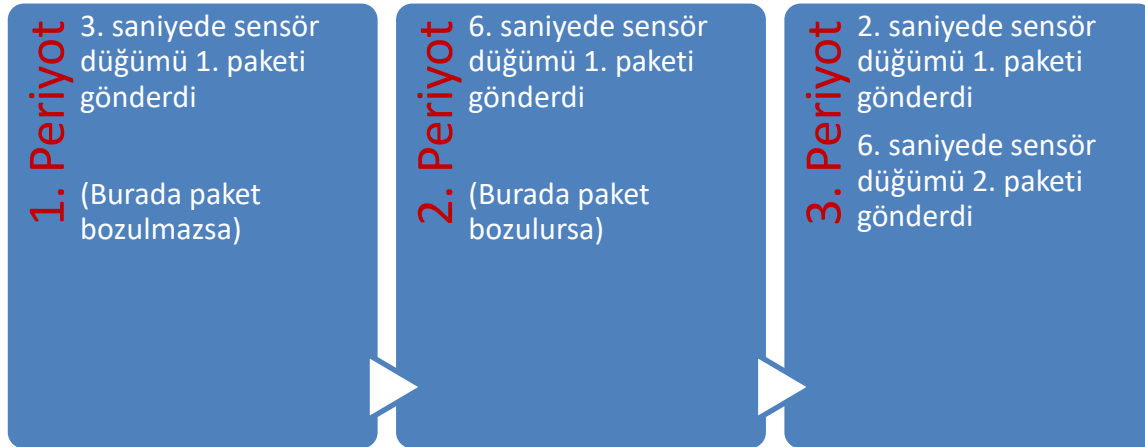 1. Periyot
3. saniyede sensör
düğümü 1. paketi
gönderdi
(Burada paket
bozulmazsa)
2. Periyot
6. saniyede sensör
düğümü 1. paketi
gönderdi
(Burada paket
bozulursa)
3. Periyot
2. saniyede sensör
düğümü 1. paketi
gönderdi
6. saniyede sensör
düğümü 2. paketi
gönderdi